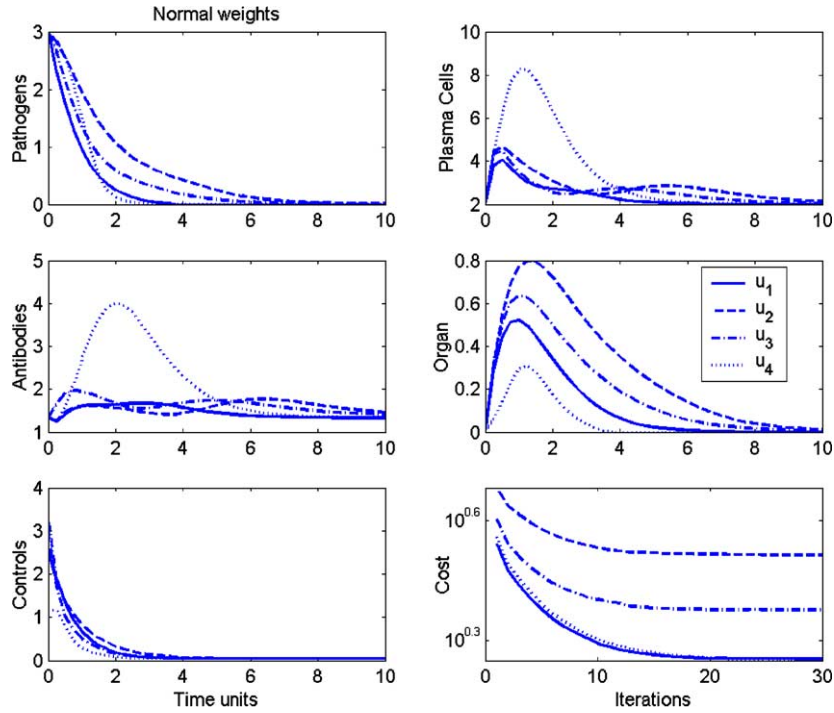 Normal weights
3
2
1
0
Pathogens
0 2 4 6 8 10
10
8
6
4
2
Plasma Cells
0 2 4 6 8 10
5
4
3
2
1
Antibodies
0 2 4 6 8 10
0.8
0.6
0.4
0.2
0
Organ
u1
u2
u3
u4
0 2 4 6 8 10
4
3
2
1
0
Controls
0 2 4 6 8 10
Time units
10^0.6
10^0.3
Cost
0 10 20 30
Iterations